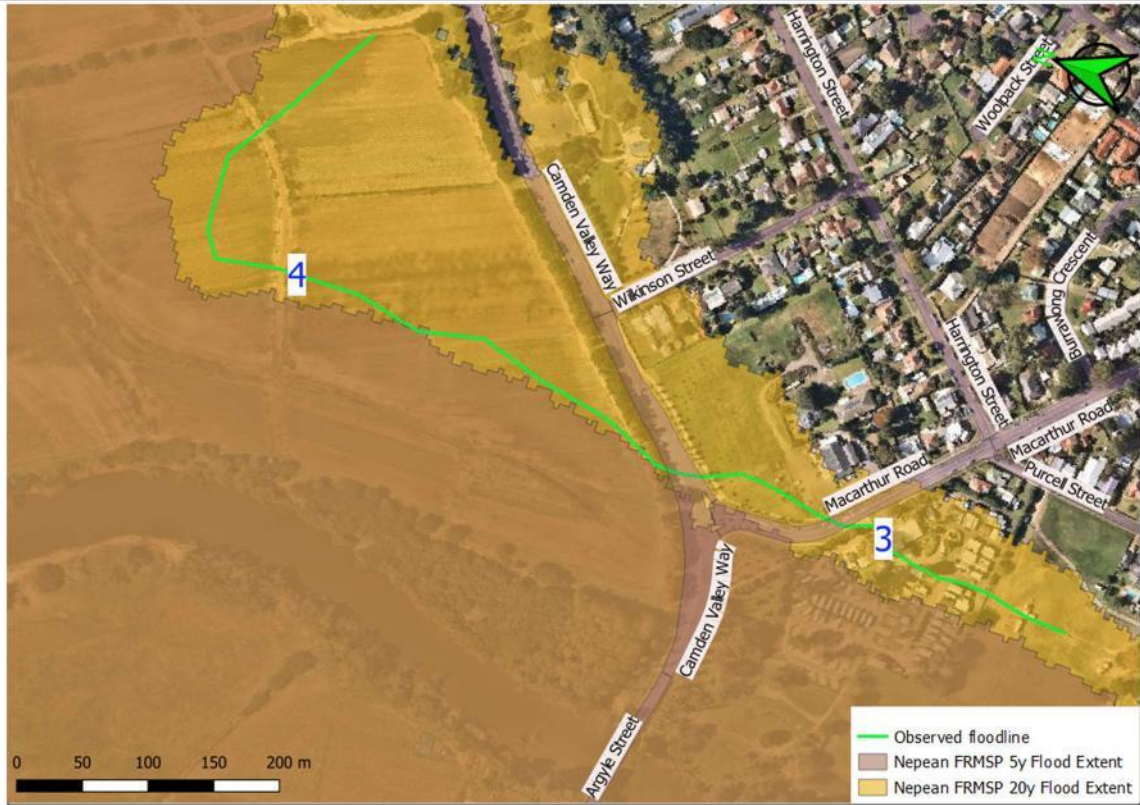 Harrington Street
Woolpack Street
Camden Valley Way
Wilkinson Street
Burrawong Crescent
4
Harrington Street
Macarthur Road
Macarthur Road
Purcell Street
3
Camden Valley Way
Argyle Street
0 50 100 150 200 m
Observed floodline
Nepean FRMSP 5y Flood Extent
Nepean FRMSP 20y Flood Extent